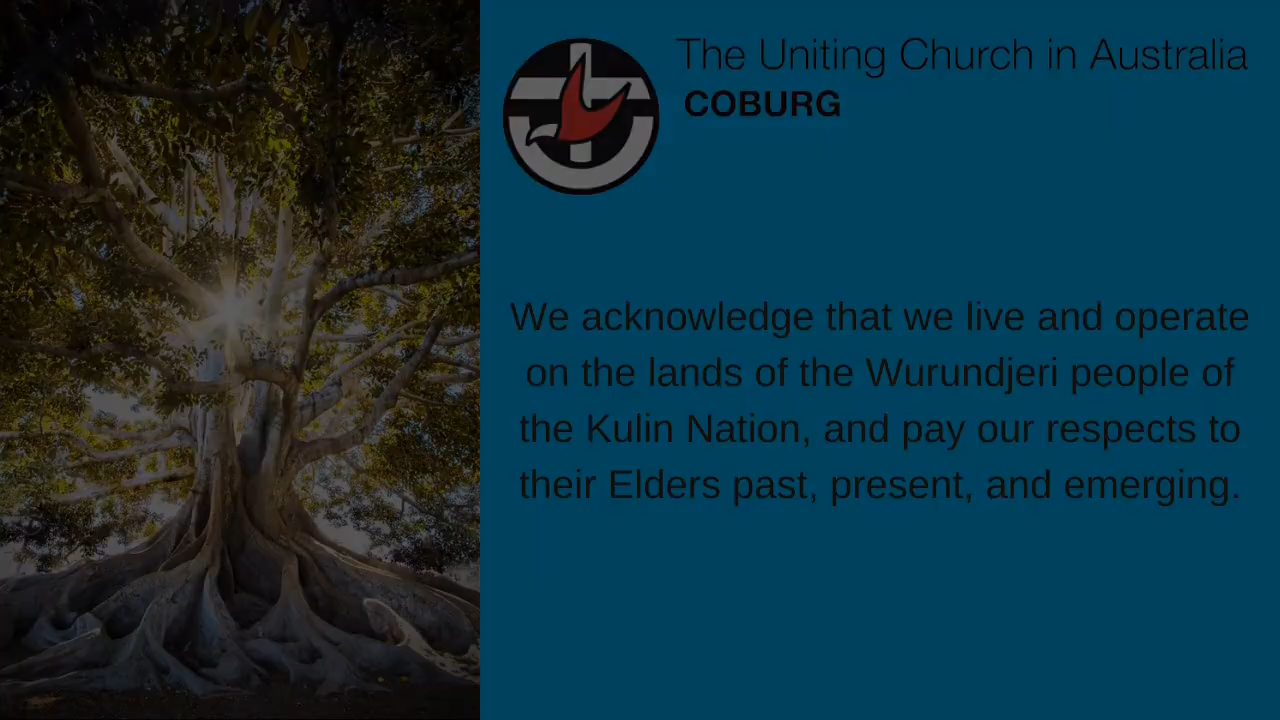 The Uniting Church in Australia
COBURG
We acknowledge that we live and operate
on the lands of the Wurundjeri people of
the Kulin Nation, and pay our respects to
their Elders past, present, and emerging.